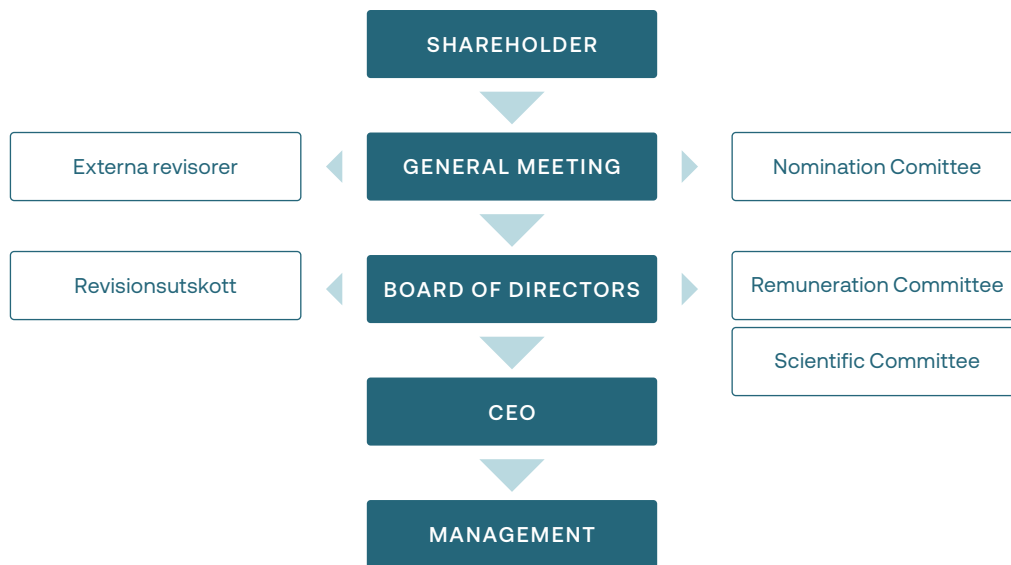 SHAREHOLDER
Externa revisorer
GENERAL MEETING
Nomination Comittee
Revisionsutskott
BOARD OF DIRECTORS
Remuneration Committee
Scientific Committee
CEO
MANAGEMENT